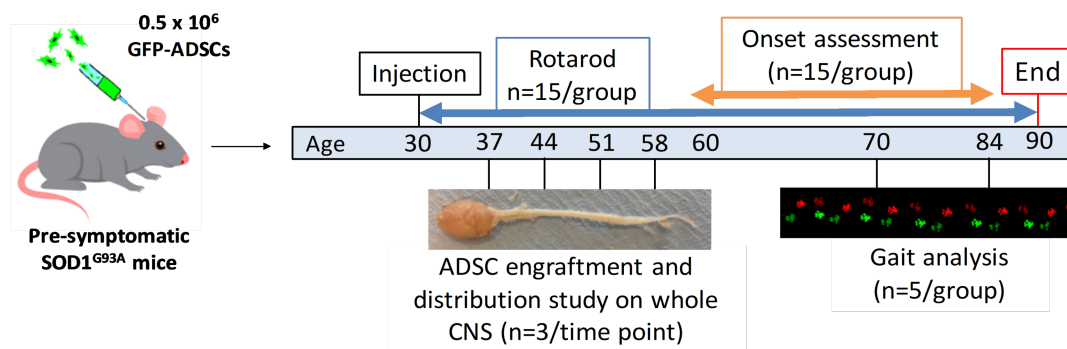 0.5 x 10⁶
GFP-ADSCs
Pre-symptomatic
SOD1ᴳ⁹³ᴬ mice
Injection
Rotarod
n=15/group
Onset assessment
(n=15/group)
End
Age 30 37 44 51 58 60 70 84 90
ADSC engraftment and
distribution study on whole
CNS (n=3/time point)
Gait analysis
(n=5/group)